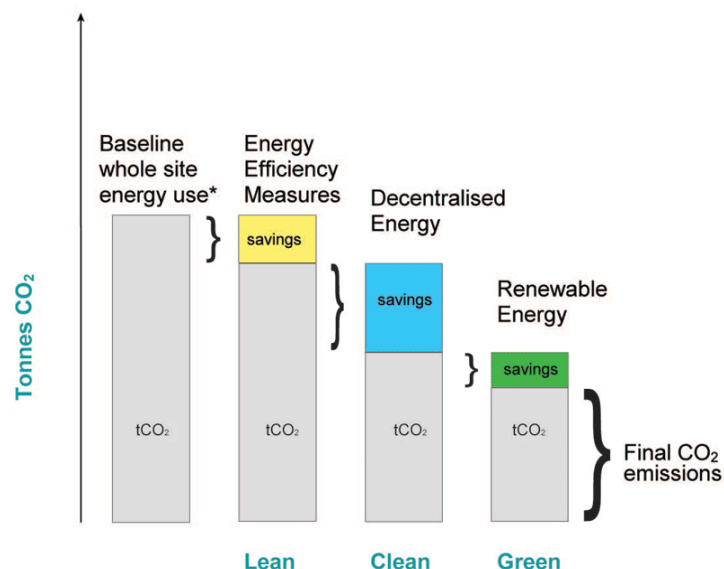 Baseline
whole site
energy use*
Energy
Efficiency
Measures
Decentralised
Energy
Renewable
Energy
savings
savings
savings
tCO₂
tCO₂
tCO₂
tCO₂
Final CO₂
emissions
Tonnes CO₂
Lean
Clean
Green